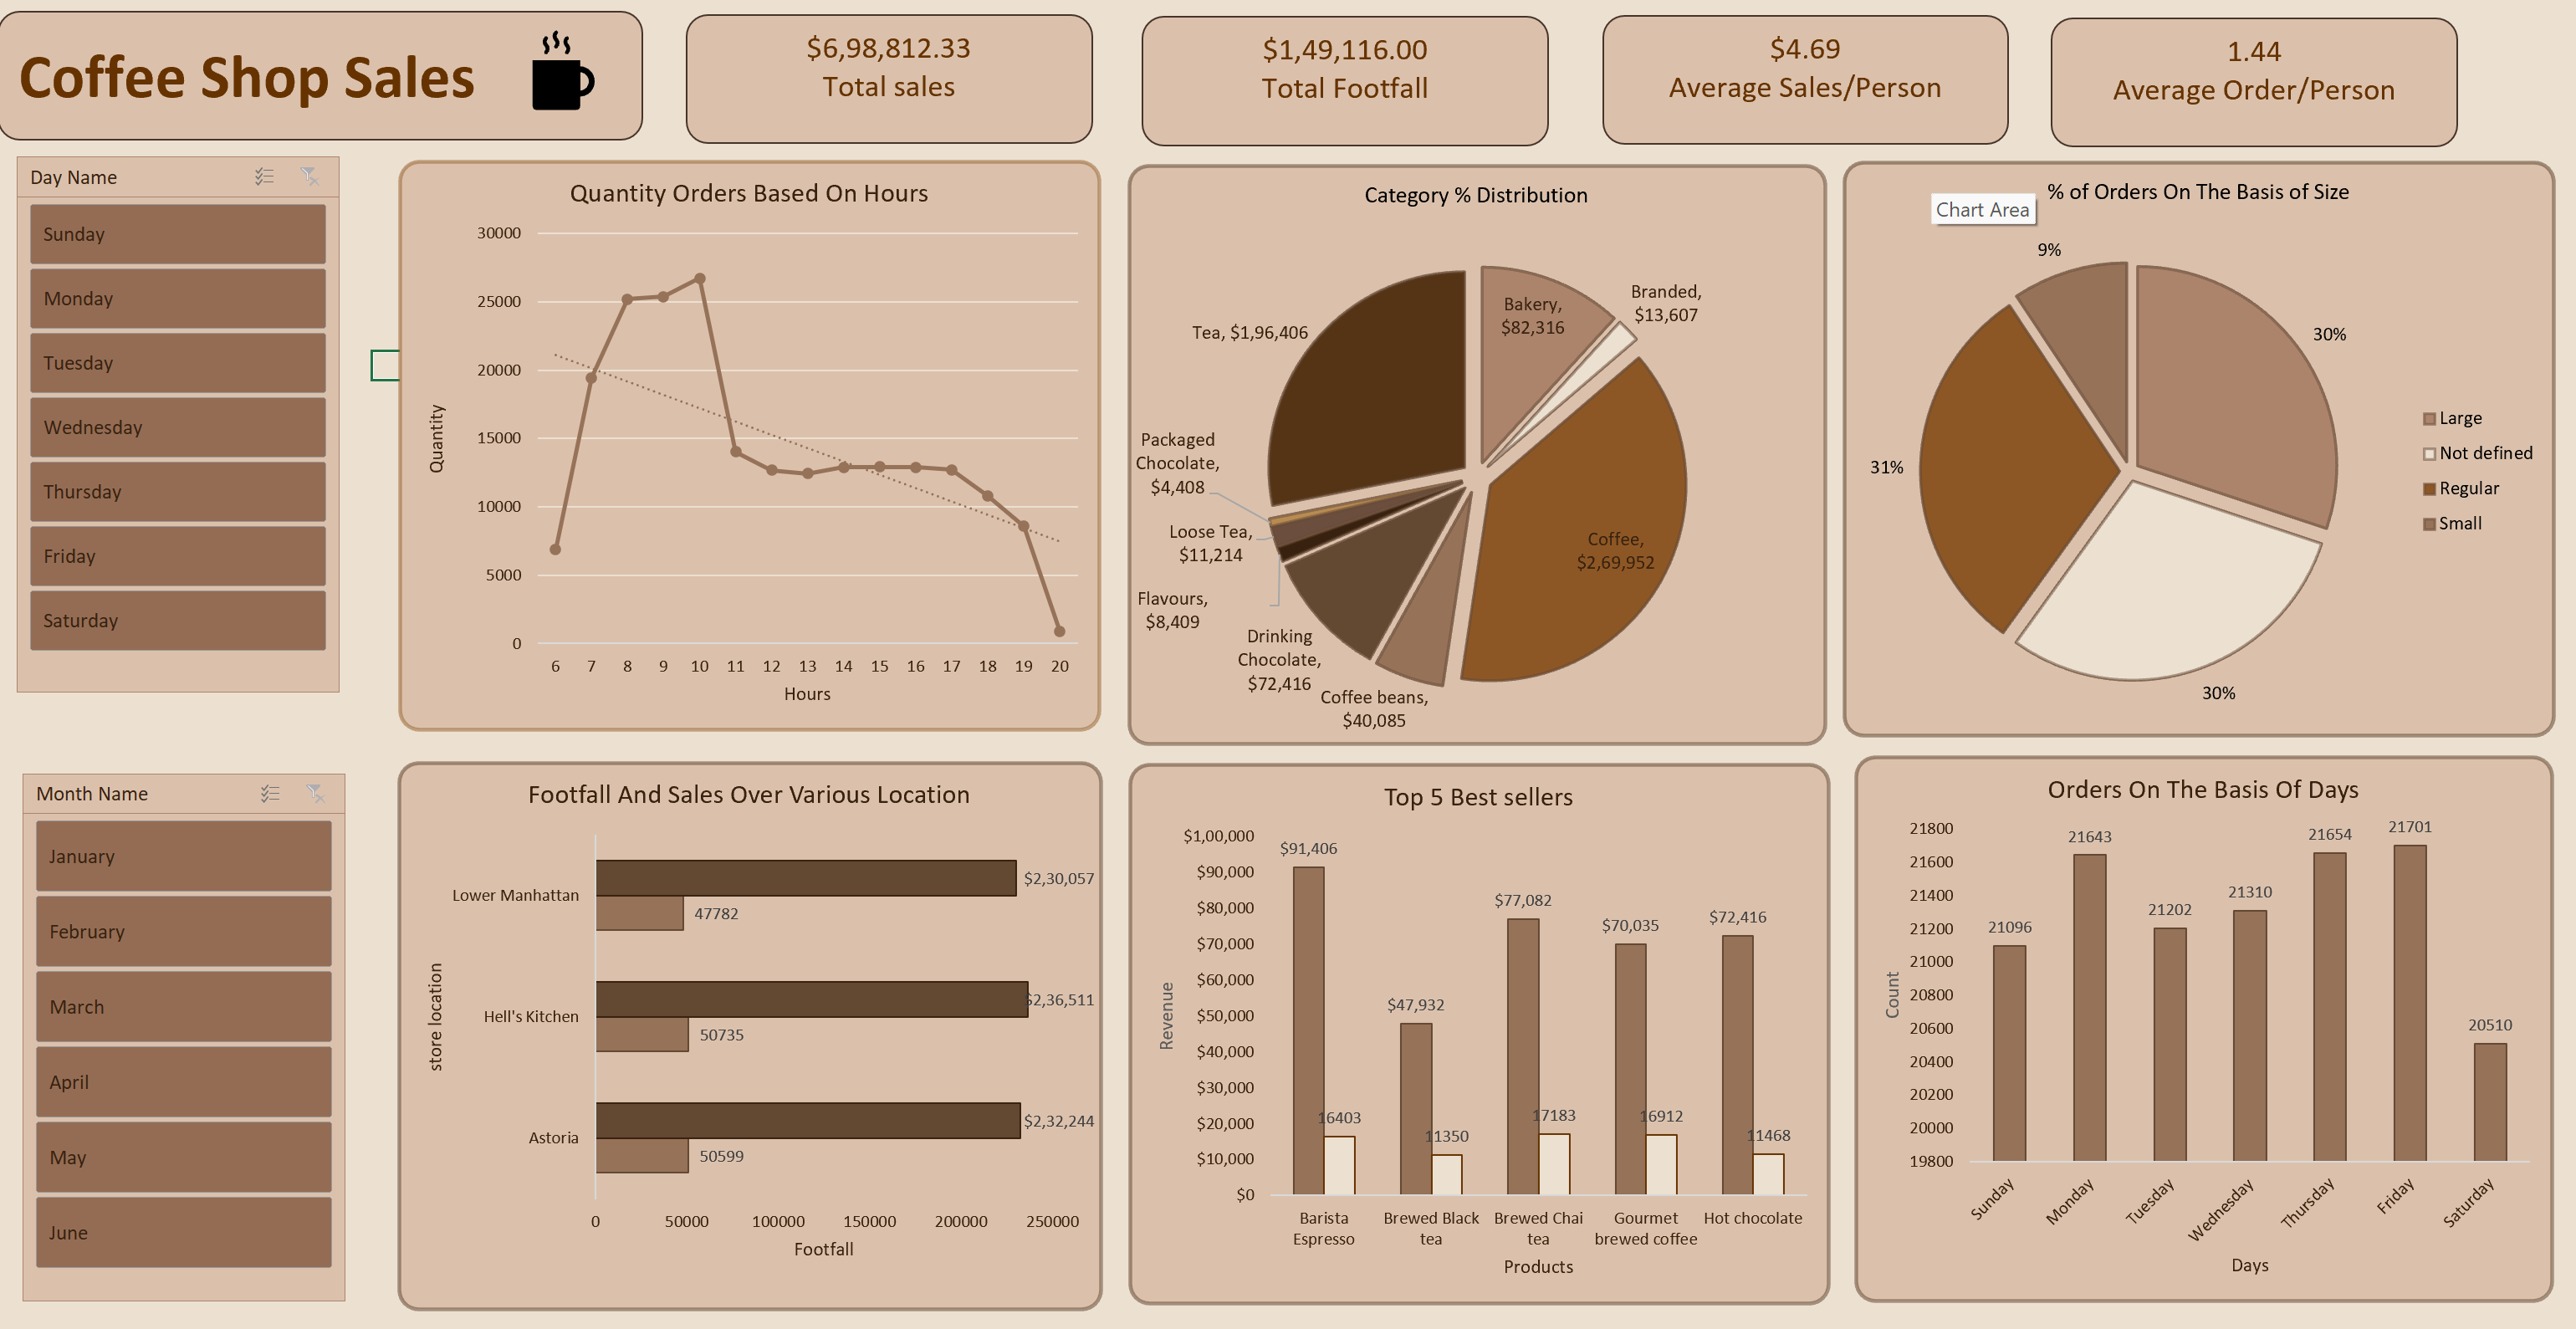 Coffee Shop Sales
$6,98,812.33
Total sales
$1,49,116.00
Total Footfall
$4.69
Average Sales/Person
1.44
Average Order/Person
Day Name
Sunday
Monday
Tuesday
Wednesday
Thursday
Friday
Saturday
Quantity Orders Based On Hours
30000
25000
20000
15000
10000
5000
0
Quantity
6 7 8 9 10 11 12 13 14 15 16 17 18 19 20
Hours
Category % Distribution
Bakery,
$82,316
Branded,
$13,607
Tea, $1,96,406
Packaged
Chocolate,
$4,408
Loose Tea,
$11,214
Flavours,
$8,409
Drinking
Chocolate,
$72,416
Coffee beans,
$40,085
Coffee,
$2,69,952
% of Orders On The Basis of Size
Chart Area
9%
30%
31%
30%
Large
Not defined
Regular
Small
Month Name
January
February
March
April
May
June
Footfall And Sales Over Various Location
store location
Lower Manhattan
$2,30,057
47782
Hell's Kitchen
$2,36,511
50735
Astoria
$2,32,244
50599
0 50000 100000 150000 200000 250000
Footfall
Top 5 Best sellers
$1,00,000
$90,000
$80,000
$70,000
$60,000
$50,000
$40,000
$30,000
$20,000
$10,000
$0
Revenue
$91,406
16403
$47,932
11350
$77,082
17183
$70,035
16912
$72,416
11468
Barista
Espresso
Brewed Black
tea
Brewed Chai
tea
Gourmet
brewed coffee
Hot chocolate
Products
Orders On The Basis Of Days
21800
21600
21400
21200
21000
20800
20600
20400
20200
20000
19800
Count
21096
21643
21202
21310
21654
21701
20510
Sunday
Monday
Tuesday
Wednesday
Thursday
Friday
Saturday
Days